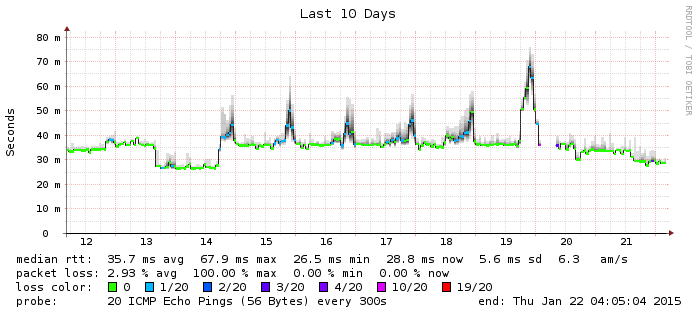 Last 10 Days
RRDTOOL / TOBI OETIKER
Seconds
80 m
70 m
60 m
50 m
40 m
30 m
20 m
10 m
0
12 13 14 15 16 17 18 19 20 21
median rtt: 35.7 ms avg 67.9 ms max 26.5 ms min 28.8 ms now 5.6 ms sd 6.3 am/s
packet loss: 2.93 % avg 100.00 % max 0.00 % min 0.00 % now
loss color: 0 1/20 2/20 3/20 4/20 10/20 19/20
probe: 20 ICMP Echo Pings (56 Bytes) every 300s end: Thu Jan 22 04:05:04 2015